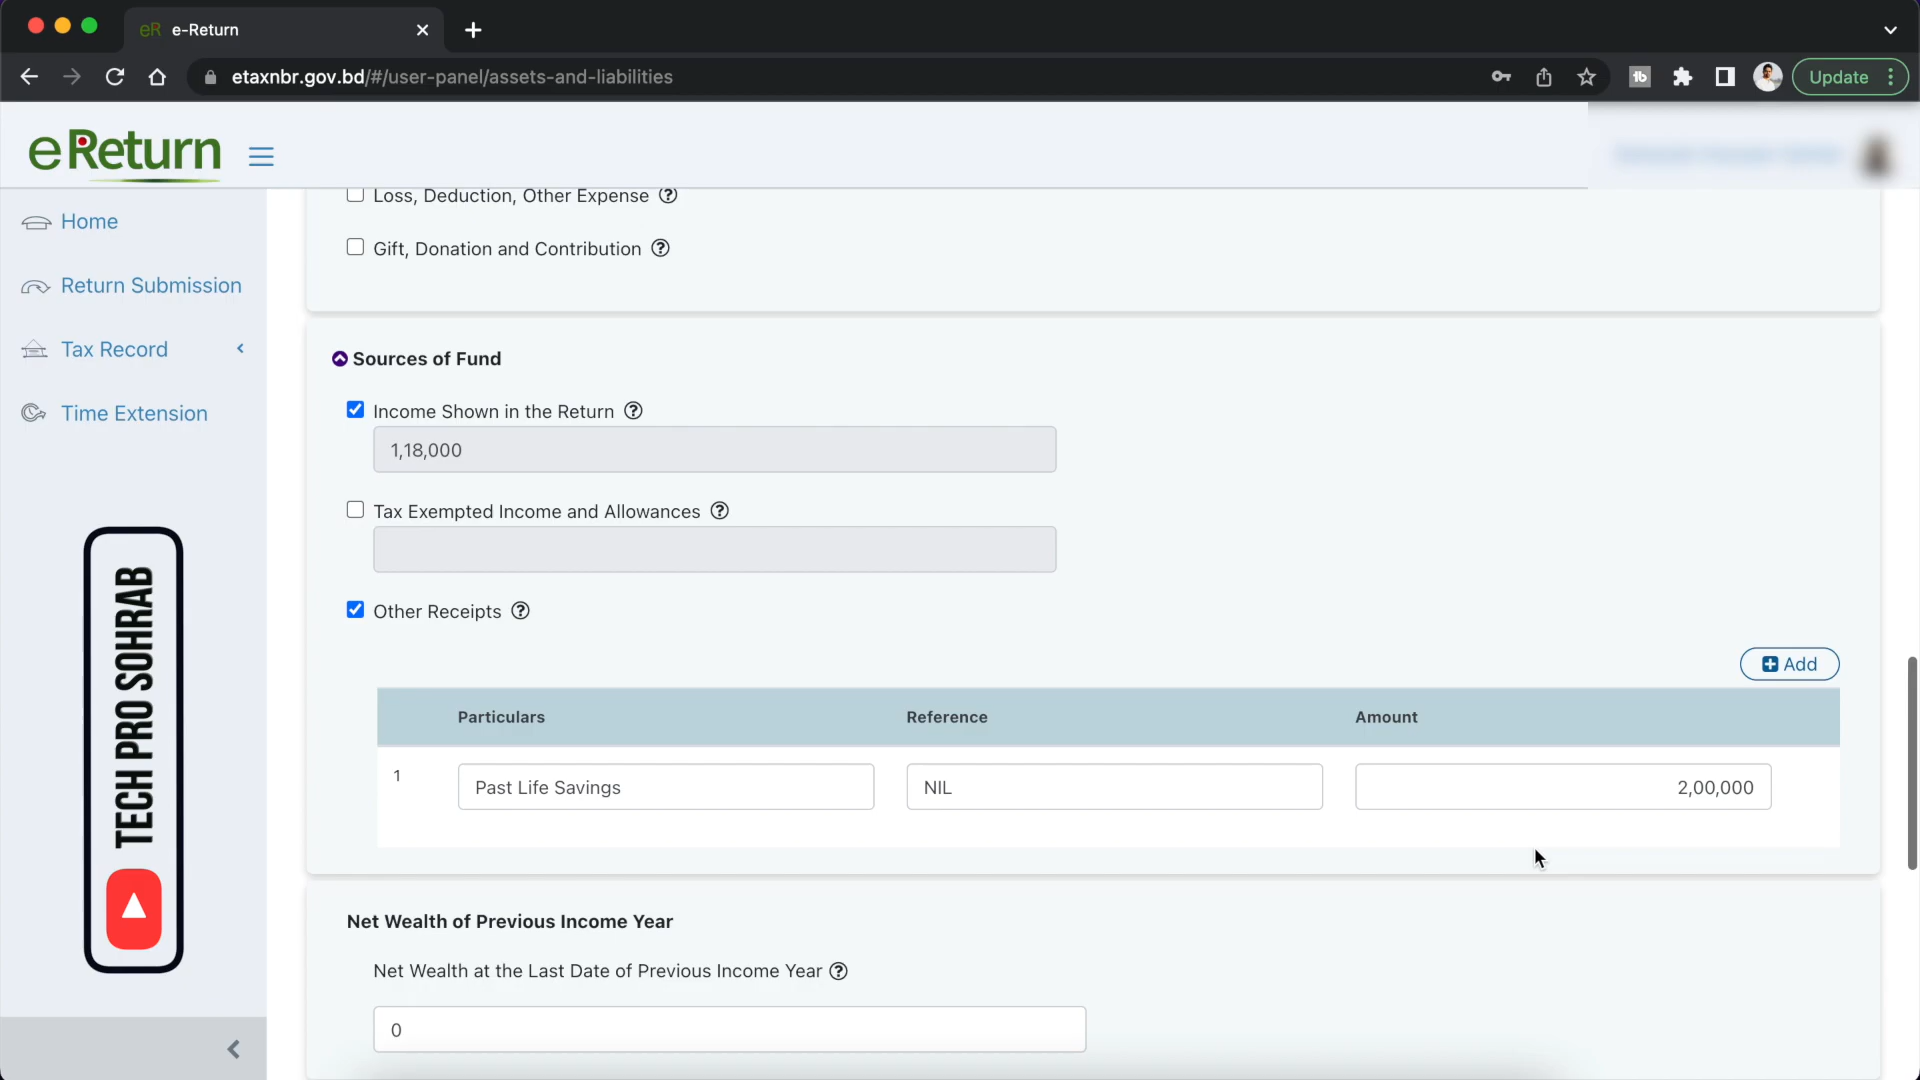 eR e-Return
etaxnbr.gov.bd/#/user-panel/assets-and-liabilities
tb
Update
eReturn
Home
Return Submission
Tax Record
Time Extension
TECH PRO SOHRAB
Loss, Deduction, Other Expense ?
Gift, Donation and Contribution ?
Sources of Fund
Income Shown in the Return ?
1,18,000
Tax Exempted Income and Allowances ?
Other Receipts ?
Add
Particulars Reference Amount
1 Past Life Savings NIL 2,00,000
Net Wealth of Previous Income Year
Net Wealth at the Last Date of Previous Income Year ?
0